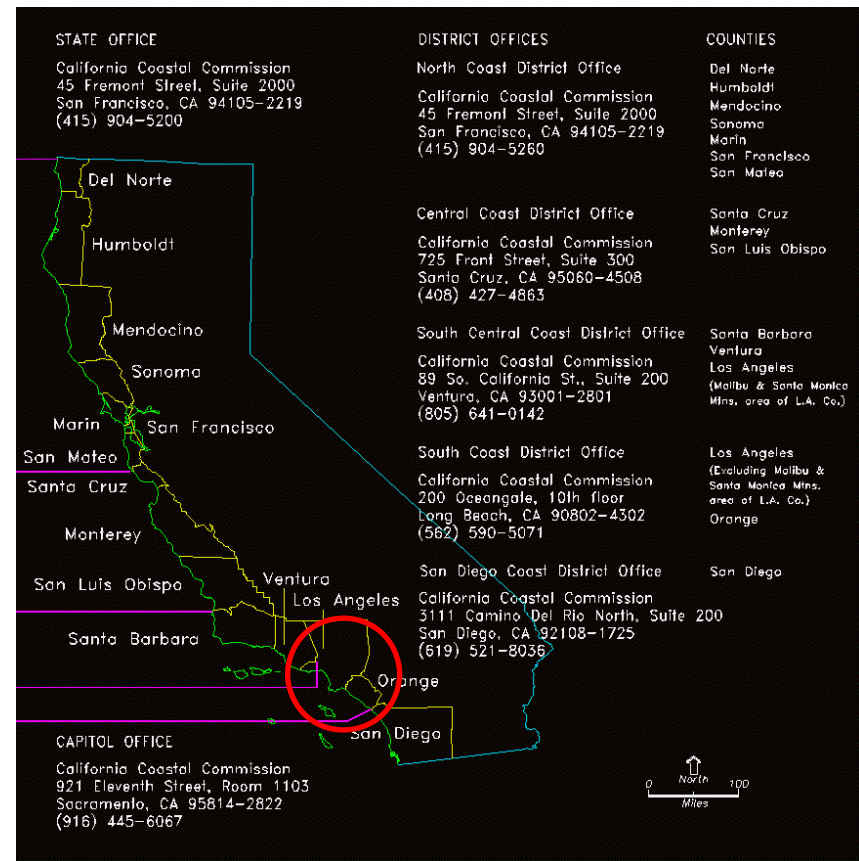 STATE OFFICE
California Coastal Commission
45 Fremont Street, Suite 2000
San Francisco, CA 94105-2219
(415) 904-5200
DISTRICT OFFICES
North Coast District Office
California Coastal Commission
45 Fremont Street, Suite 2000
San Francisco, CA 94105-2219
(415) 904-5260
COUNTIES
Del Norte
Humboldt
Mendocino
Sonoma
Marin
San Francisco
San Mateo
Central Coast District Office
California Coastal Commission
725 Front Street, Suite 300
Santa Cruz, CA 95060-4508
(408) 427-4863
Santa Cruz
Monterey
San Luis Obispo
South Central Coast District Office
California Coastal Commission
89 So. California St., Suite 200
Ventura, CA 93001-2801
(805) 641-0142
Santa Barbara
Ventura
Los Angeles
(Malibu & Santa Monica
Mtns. area of L.A. Co.)
South Coast District Office
California Coastal Commission
200 Oceangate, 10th floor
Long Beach, CA 90802-4302
(562) 590-5071
Los Angeles
(Excluding Malibu &
Santa Monica Mtns.
area of L.A. Co.)
Orange
San Diego Coast District Office
California Coastal Commission
3111 Camino Del Rio North, Suite 200
San Diego, CA 92108-1725
(619) 521-8036
San Diego
Del Norte
Humboldt
Mendocino
Sonoma
Marin
San Francisco
San Mateo
Santa Cruz
Monterey
San Luis Obispo
Ventura
Los Angeles
Santa Barbara
Orange
San Diego
CAPITOL OFFICE
California Coastal Commission
921 Eleventh Street, Room 1103
Sacramento, CA 95814-2822
(916) 445-6067
North
0 100
Miles